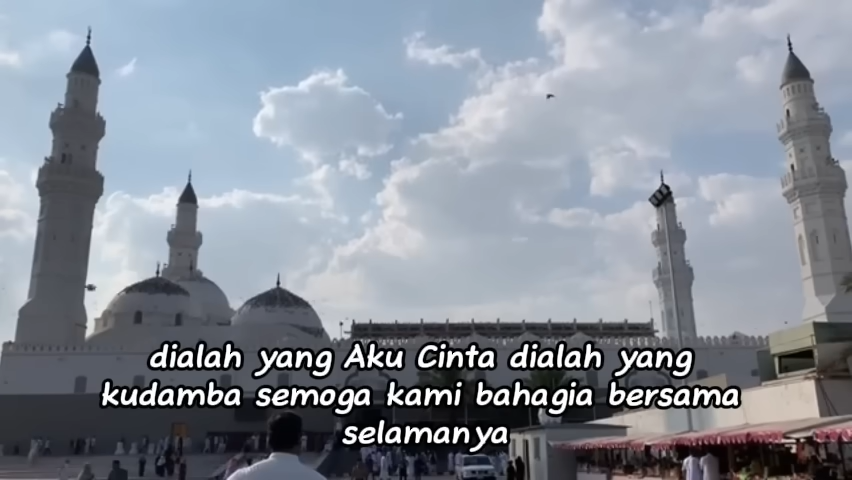 dialah yang Aku Cinta dialah yang
kudamba semoga kami bahagia bersama
selamanya